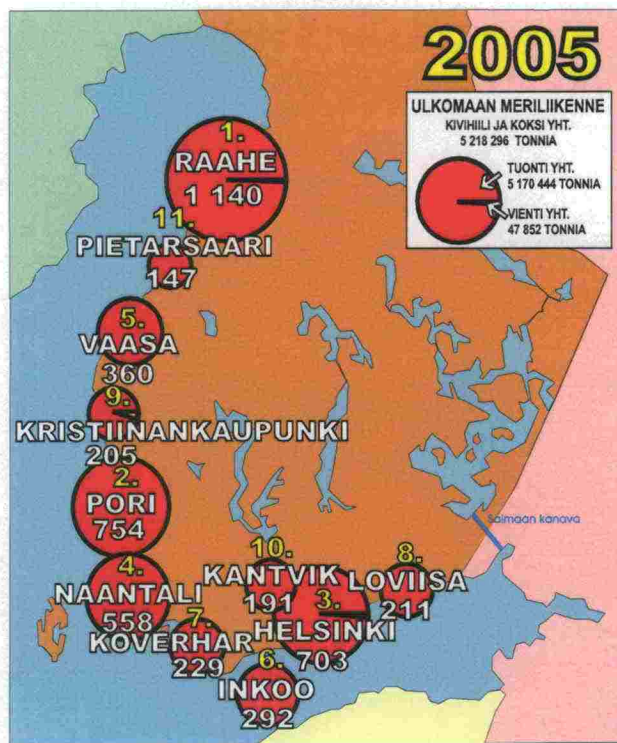 2005
ULKOMAAN MERILIIKENNE
KIVIHIILI JA KOKSI YHT.
5 218 296 TONNIA
TUONTI YHT.
5 170 444 TONNIA
VIENTI YHT.
47 852 TONNIA
1.
RAAHE
1 140
11.
PIETARSAARI
147
5.
VAASA
360
9.
KRISTIINANKAUPUNKI
205
2.
PORI
754
Saimaan kanava
4.
NAANTALI
558
10.
KANTVIK
191
8.
LOVIISA
211
3.
HELSINKI
703
7.
KOVERHAR
229
6.
INKOO
292